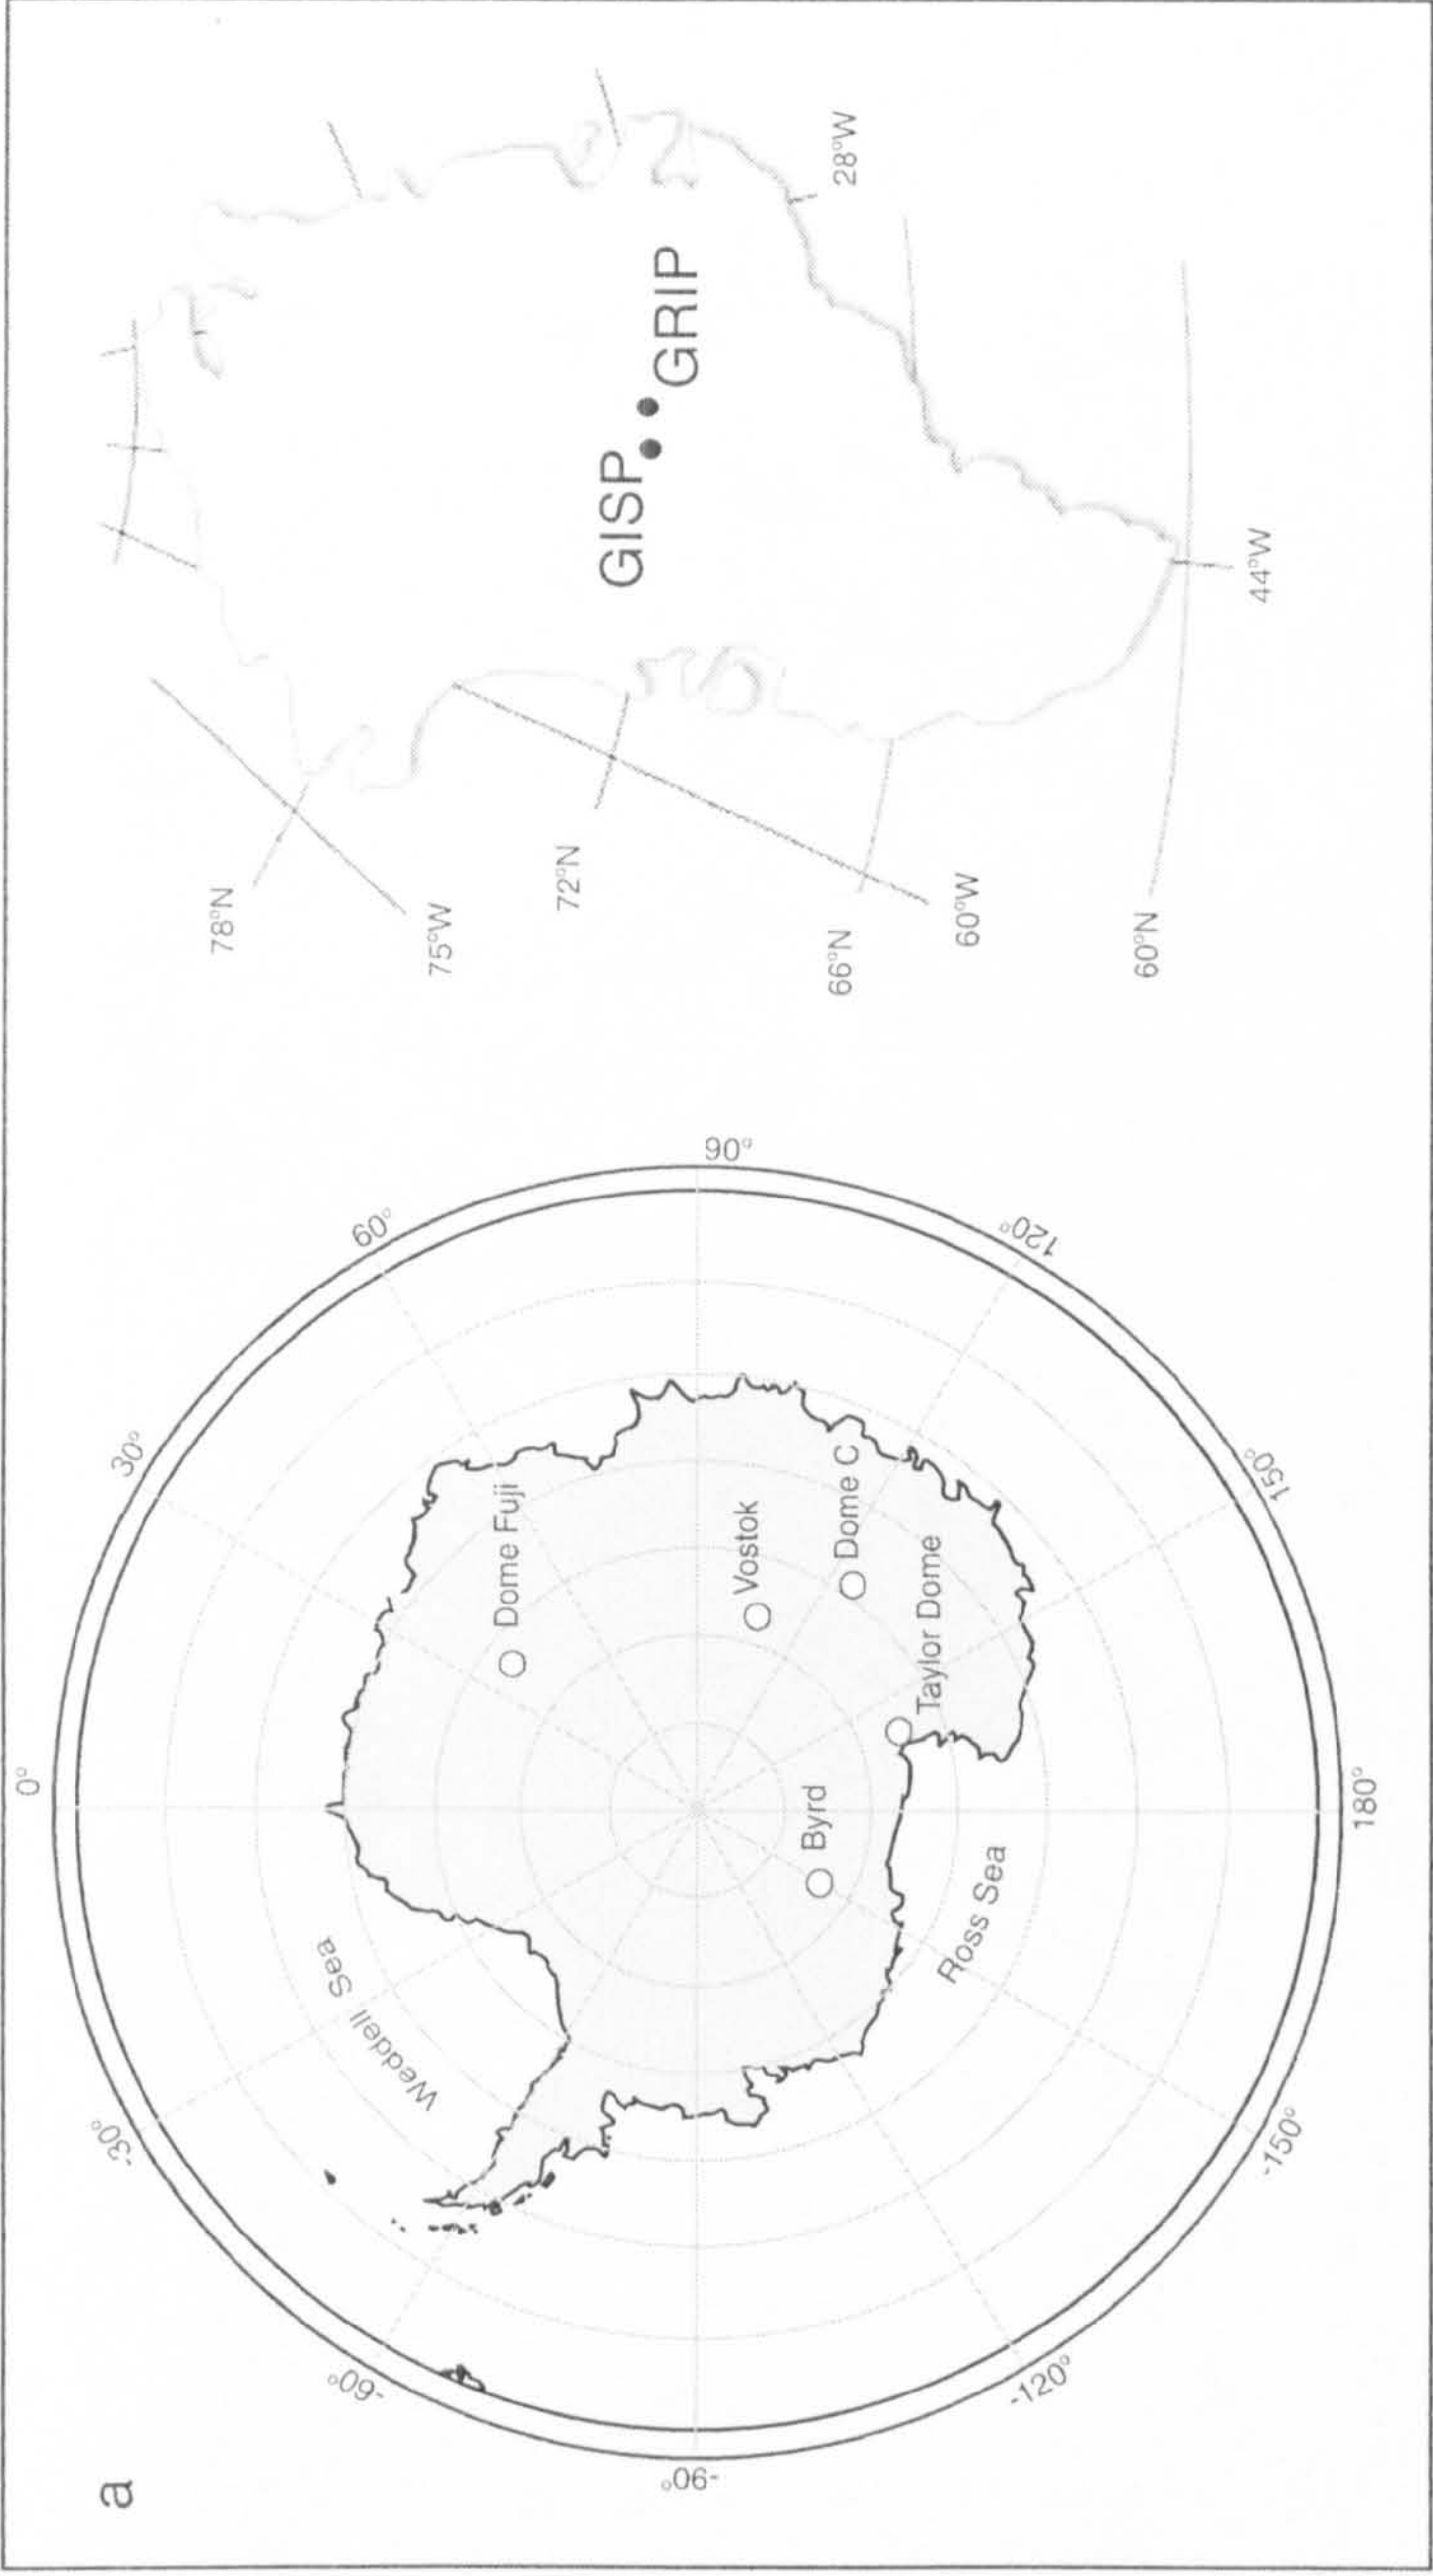 a
0°
30°
60°
90°
120°
150°
180°
-150°
-120°
-90°
-60°
-30°
Weddell Sea
Dome Fuji
Vostok
Dome C
Taylor Dome
Byrd
Ross Sea
78°N
75°W
72°N
66°N
60°W
60°N
44°W
28°W
GISP
GRIP